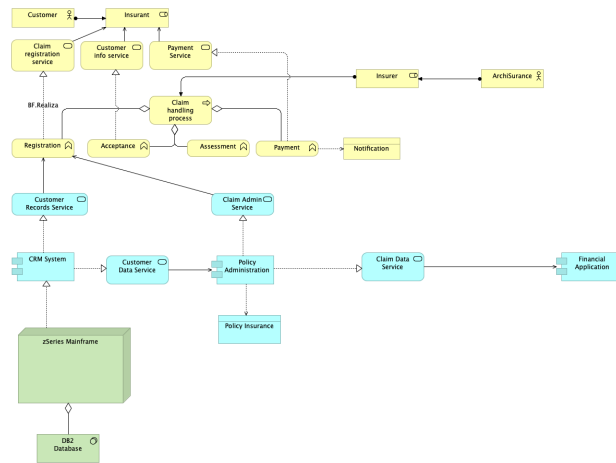 Customer
Insurant
Claim
registration
service
Customer
info service
Payment
Service
Insurer
ArchiSurance
BF.Realiza
Claim
handling
process
Registration
Acceptance
Assessment
Payment
Notification
Customer
Records Service
Claim Admin
Service
CRM System
Customer
Data Service
Policy
Administration
Claim Data
Service
Financial
Application
Policy Insurance
zSeries Mainframe
DB2
Database